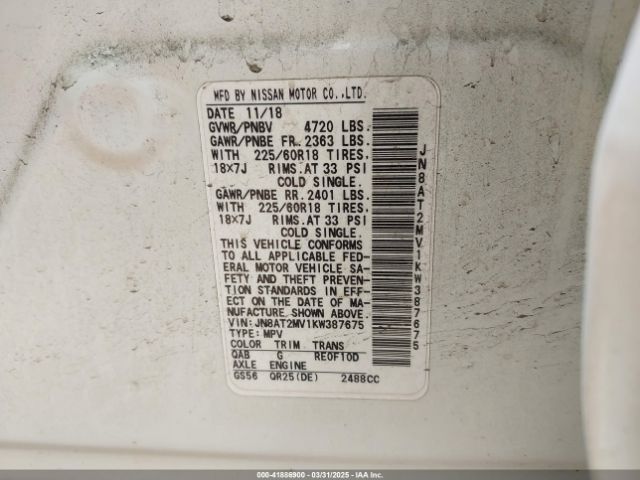 MFD BY NISSAN MOTOR CO.,LTD.
DATE 11/18
GVWR/PNBV 4720 LBS.
GAWR/PNBE FR. 2363 LBS.
WITH 225/60R18 TIRES.
18×7J RIMS.AT 33 PSI
COLD SINGLE.
GAWR/PNBE RR. 2401 LBS.
WITH 225/60R18 TIRES.
18×7J RIMS.AT 33 PSI
COLD SINGLE.
THIS VEHICLE CONFORMS
TO ALL APPLICABLE FED-
ERAL MOTOR VEHICLE SA-
FETY AND THEFT PREVEN-
TION STANDARDS IN EFF-
ECT ON THE DATE OF MA-
NUFACTURE SHOWN ABOVE.
VIN:JN8AT2MV1KW387675
TYPE:MPV
COLOR TRIM TRANS
QAB G RE0F10D
AXLE ENGINE
GS56 QR25(DE) 2488CC
JN8AT2MV1KW387675
000-41886900 - 03/31/2025 - IAA Inc.